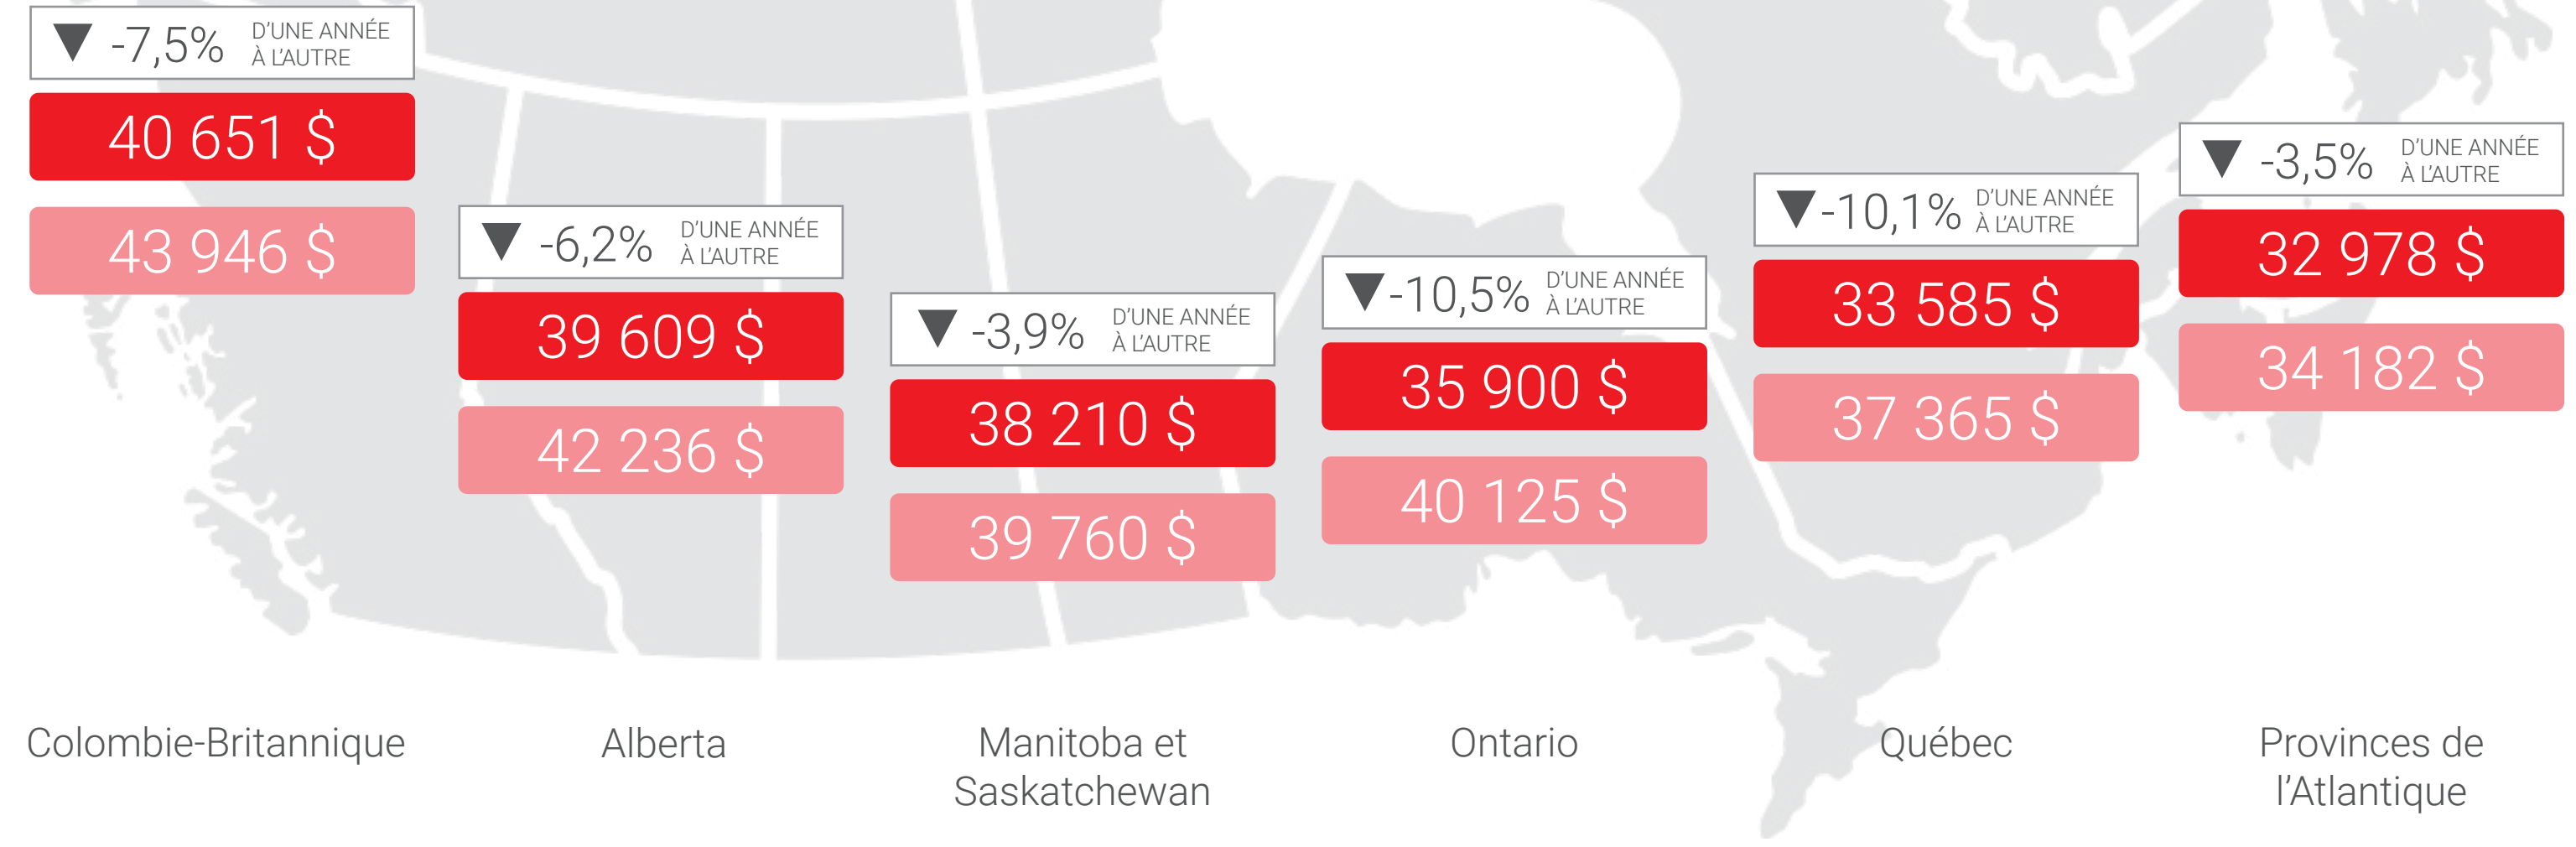 -7,5%
D'UNE ANNÉE
À L'AUTRE
40 651 $
43 946 $
Colombie-Britannique
-6,2%
D'UNE ANNÉE
À L'AUTRE
39 609 $
42 236 $
Alberta
-3,9%
D'UNE ANNÉE
À L'AUTRE
38 210 $
39 760 $
Manitoba et
Saskatchewan
-10,5%
D'UNE ANNÉE
À L'AUTRE
35 900 $
40 125 $
Ontario
-10,1%
D'UNE ANNÉE
À L'AUTRE
33 585 $
37 365 $
Québec
-3,5%
D'UNE ANNÉE
À L'AUTRE
32 978 $
34 182 $
Provinces de
l'Atlantique